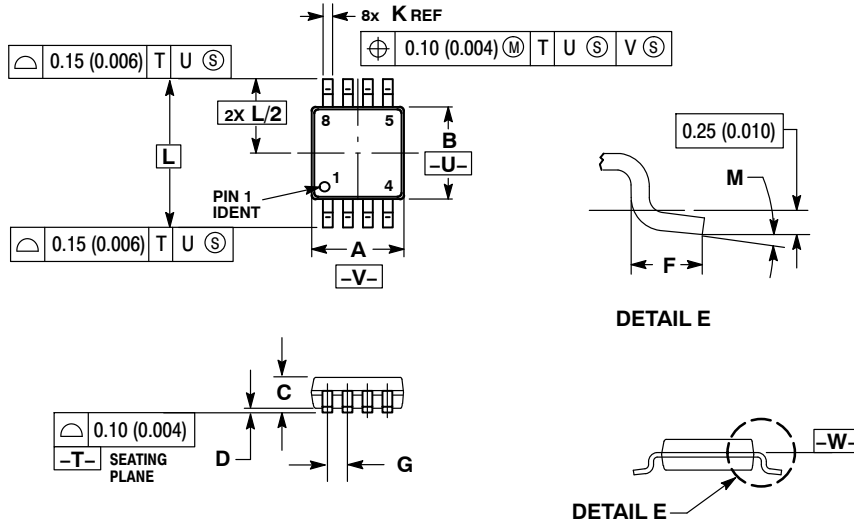 8x K REF
⌖ 0.10 (0.004) Ⓜ T U Ⓢ V Ⓢ
⌓ 0.15 (0.006) T U Ⓢ
2X L/2
8 5
B
-U-
L
PIN 1
IDENT
1
4
⌓ 0.15 (0.006) T U Ⓢ
A
-V-
0.25 (0.010)
M
F
DETAIL E
C
⌓ 0.10 (0.004)
-T- SEATING
PLANE
D
G
-W-
DETAIL E